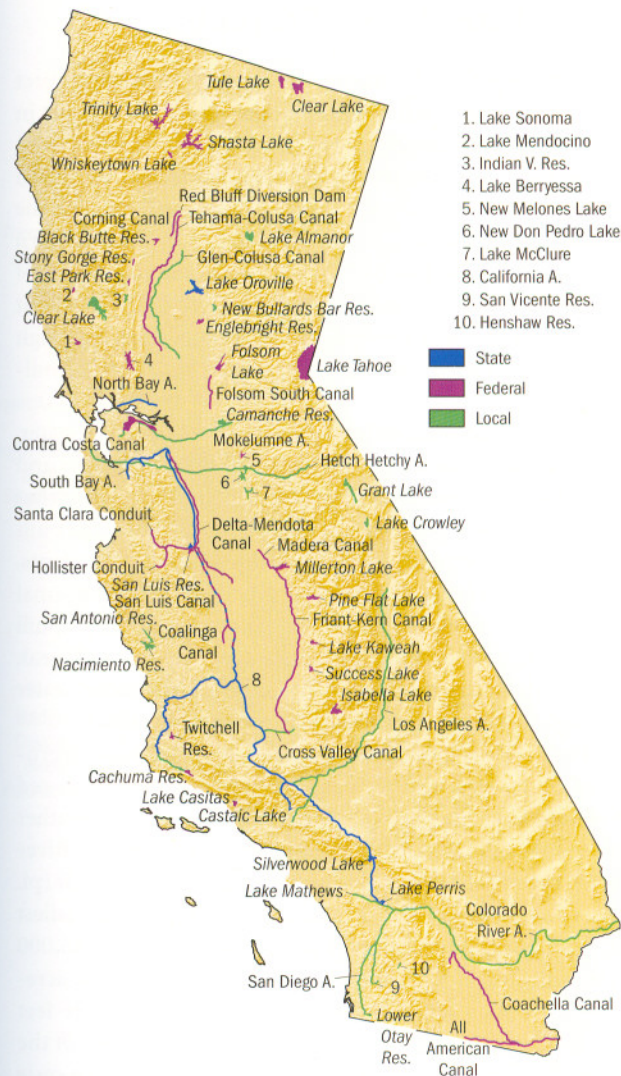 Tule Lake
Clear Lake
Trinity Lake
Shasta Lake
Whiskeytown Lake
1. Lake Sonoma
2. Lake Mendocino
3. Indian V. Res.
4. Lake Berryessa
5. New Melones Lake
6. New Don Pedro Lake
7. Lake McClure
8. California A.
9. San Vicente Res.
10. Henshaw Res.
State
Federal
Local
Red Bluff Diversion Dam
Corning Canal
Tehama-Colusa Canal
Black Butte Res.
Lake Almanor
Stony Gorge Res.
Glen-Colusa Canal
East Park Res.
Lake Oroville
2
3
Clear Lake
New Bullards Bar Res.
Englebright Res.
1
4
Folsom
Lake
Lake Tahoe
North Bay A.
Folsom South Canal
Camanche Res.
Contra Costa Canal
Mokelumne A.
5
Hetch Hetchy A.
South Bay A.
6
7
Grant Lake
Santa Clara Conduit
Delta-Mendota
Canal
Lake Crowley
Madera Canal
Hollister Conduit
Millerton Lake
San Luis Res.
San Luis Canal
Pine Flat Lake
San Antonio Res.
Friant-Kern Canal
Coalinga
Canal
Lake Kaweah
Nacimiento Res.
Success Lake
8
Isabella Lake
Los Angeles A.
Twitchell
Res.
Cross Valley Canal
Cachuma Res.
Lake Casitas
Castaic Lake
Silverwood Lake
Lake Mathews
Lake Perris
Colorado
River A.
10
San Diego A.
9
Coachella Canal
Lower
Otay
Res.
All
American
Canal